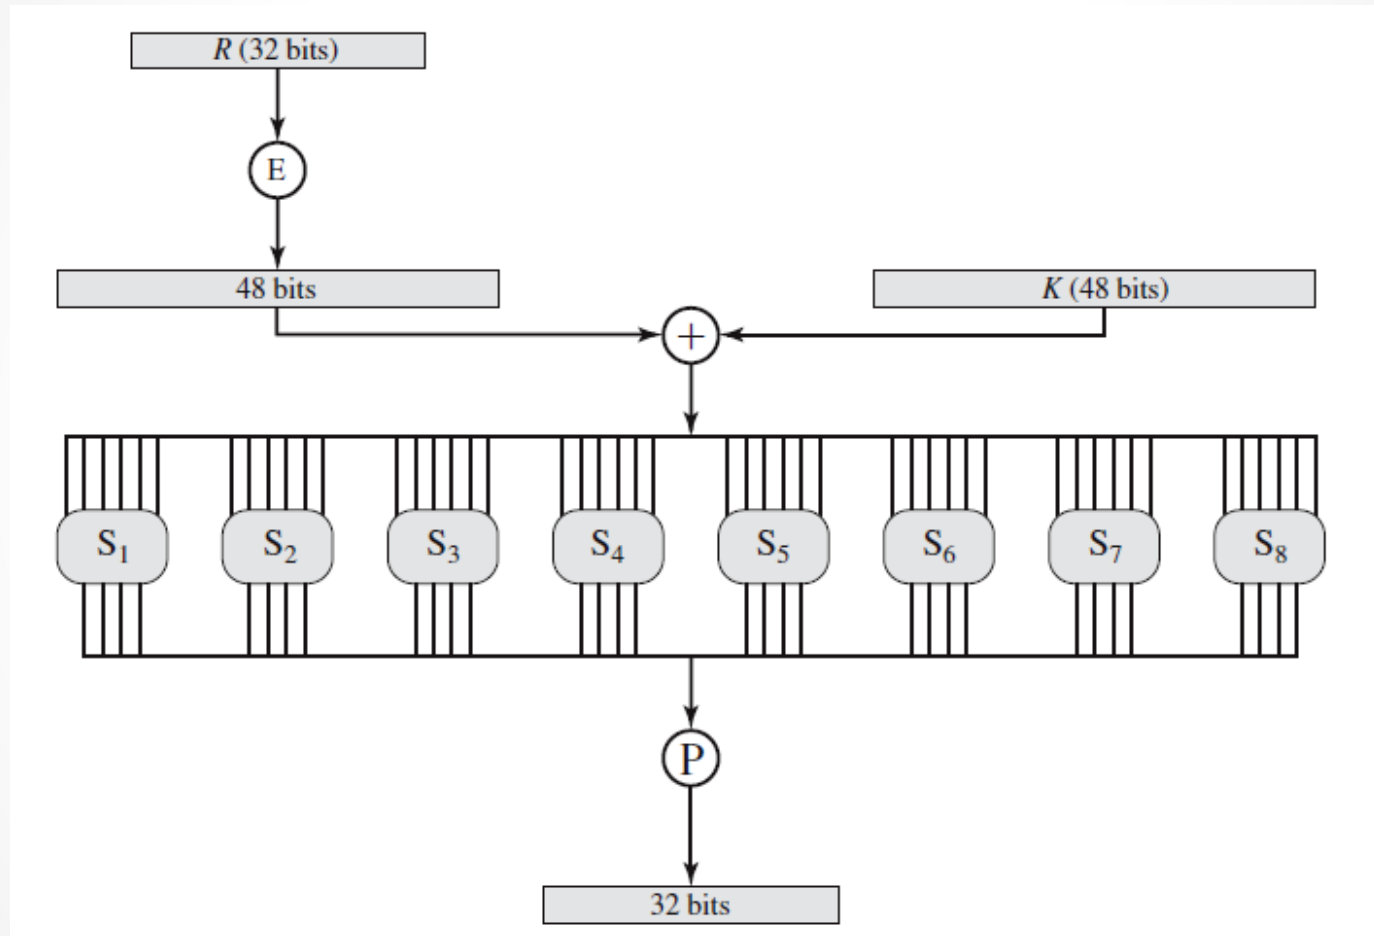 R (32 bits)
E
48 bits
K (48 bits)
+
S1 S2 S3 S4 S5 S6 S7 S8
P
32 bits